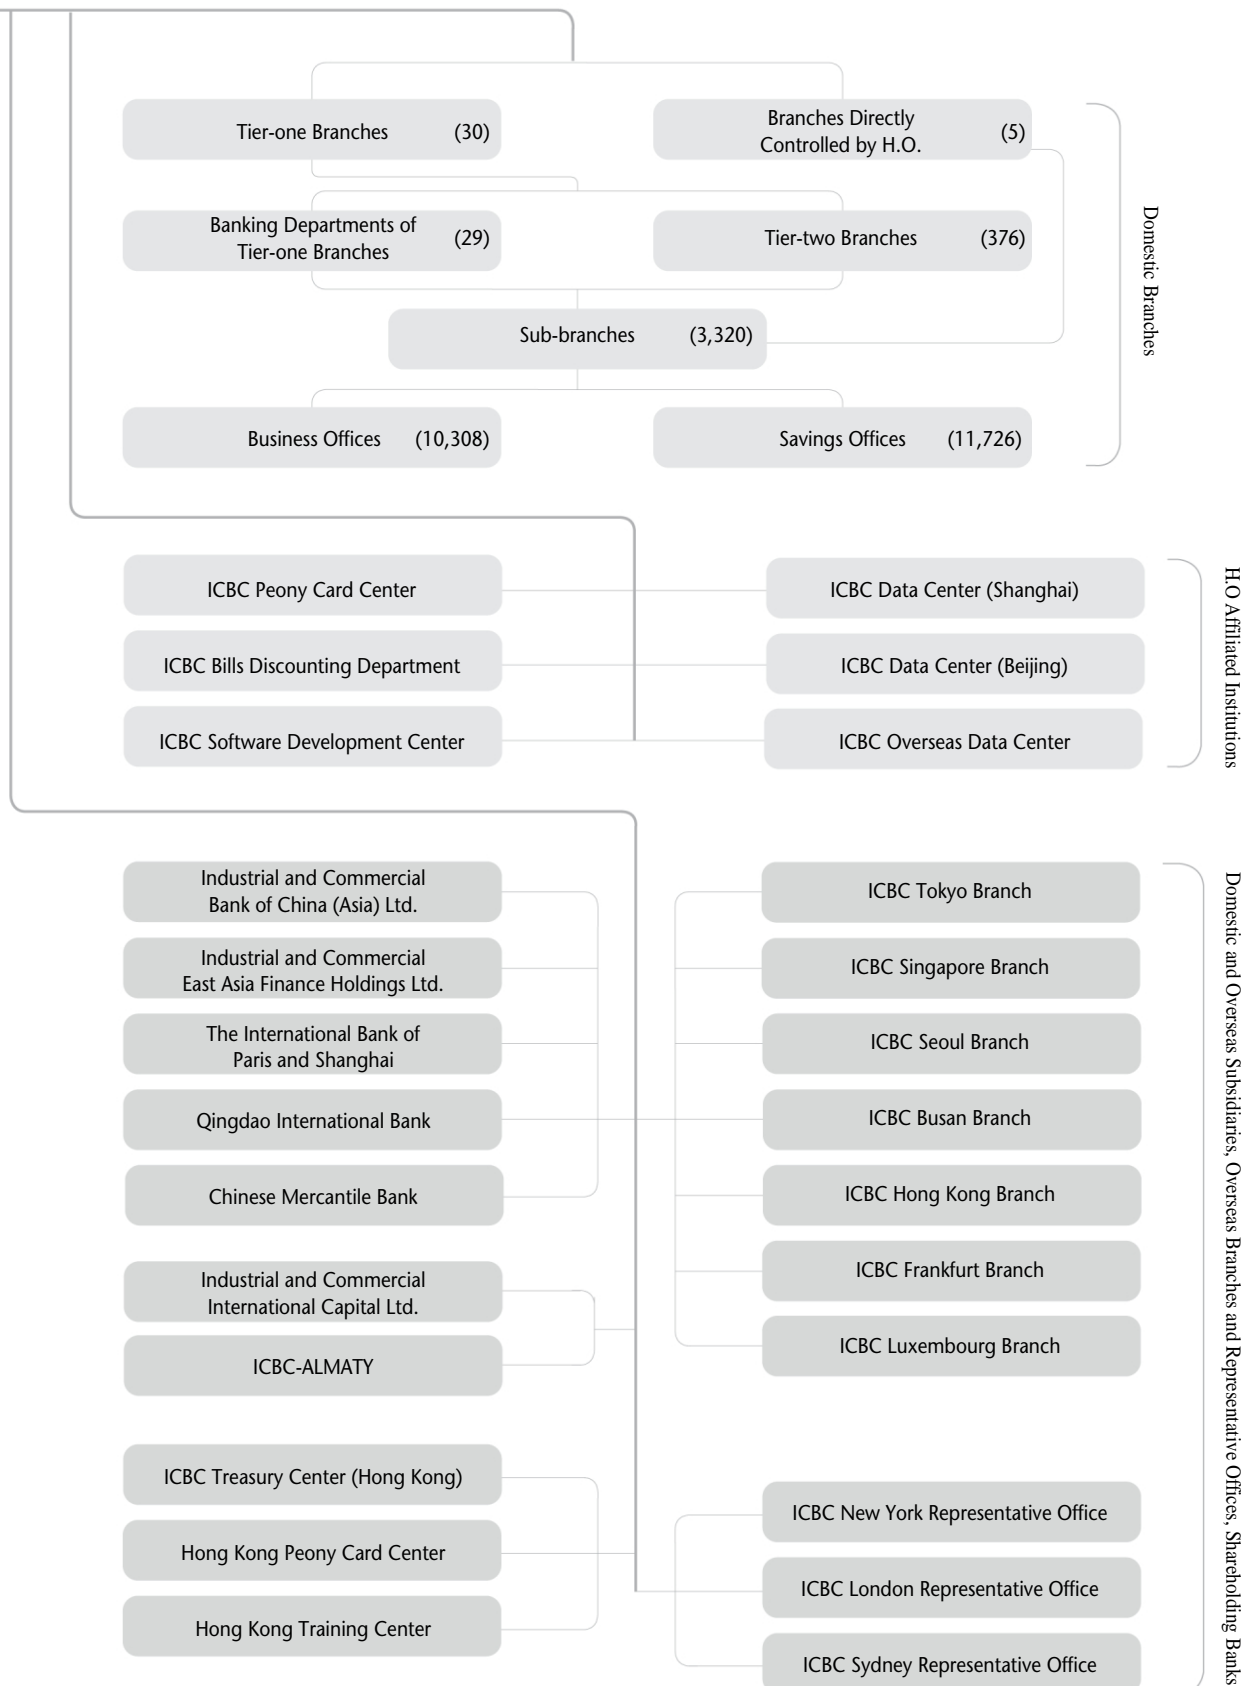 Tier-one Branches (30)
Branches Directly
Controlled by H.O. (5)
Banking Departments of
Tier-one Branches (29)
Tier-two Branches (376)
Sub-branches (3,320)
Business Offices (10,308)
Savings Offices (11,726)
Domestic Branches
ICBC Peony Card Center
ICBC Data Center (Shanghai)
ICBC Bills Discounting Department
ICBC Data Center (Beijing)
ICBC Software Development Center
ICBC Overseas Data Center
H.O Affiliated Institutions
Industrial and Commercial
Bank of China (Asia) Ltd.
Industrial and Commercial
East Asia Finance Holdings Ltd.
The International Bank of
Paris and Shanghai
Qingdao International Bank
Chinese Mercantile Bank
Industrial and Commercial
International Capital Ltd.
ICBC-ALMATY
ICBC Treasury Center (Hong Kong)
Hong Kong Peony Card Center
Hong Kong Training Center
ICBC Tokyo Branch
ICBC Singapore Branch
ICBC Seoul Branch
ICBC Busan Branch
ICBC Hong Kong Branch
ICBC Frankfurt Branch
ICBC Luxembourg Branch
ICBC New York Representative Office
ICBC London Representative Office
ICBC Sydney Representative Office
Domestic and Overseas Subsidiaries, Overseas Branches and Representative Offices, Shareholding Banks